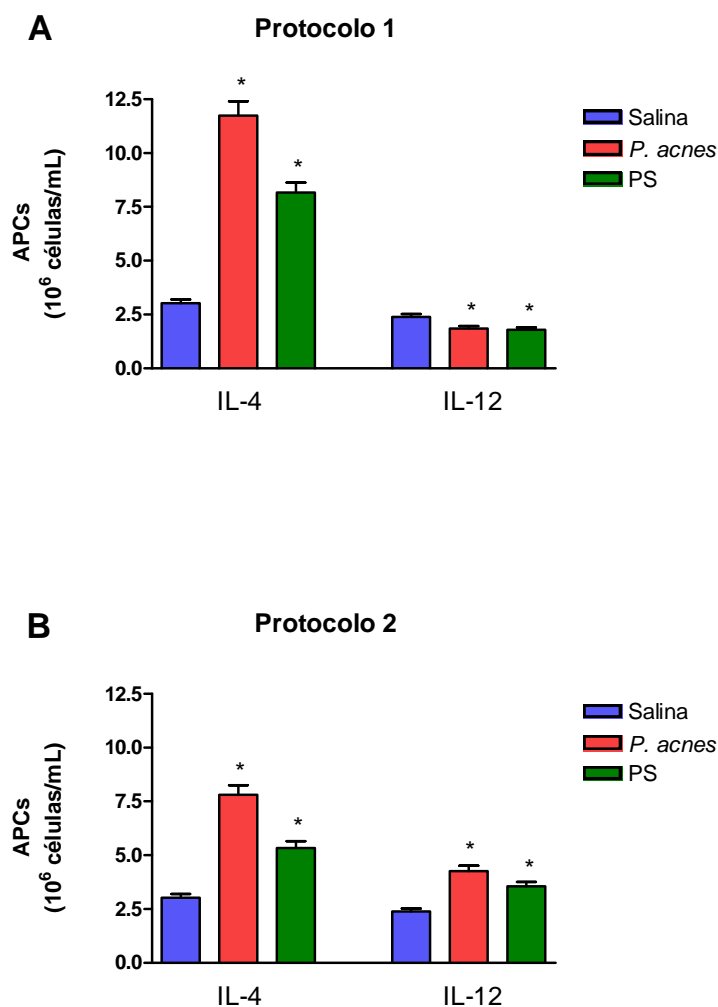 A
Protocolo 1
*
12.5
*
Salina
10.0
P. acnes
PS
7.5
APCs
(10⁶ células/mL)
5.0
* *
2.5
0.0
IL-4 IL-12
B
Protocolo 2
12.5
Salina
10.0
P. acnes
*
PS
7.5
*
APCs
(10⁶ células/mL)
5.0
* *
2.5
0.0
IL-4 IL-12